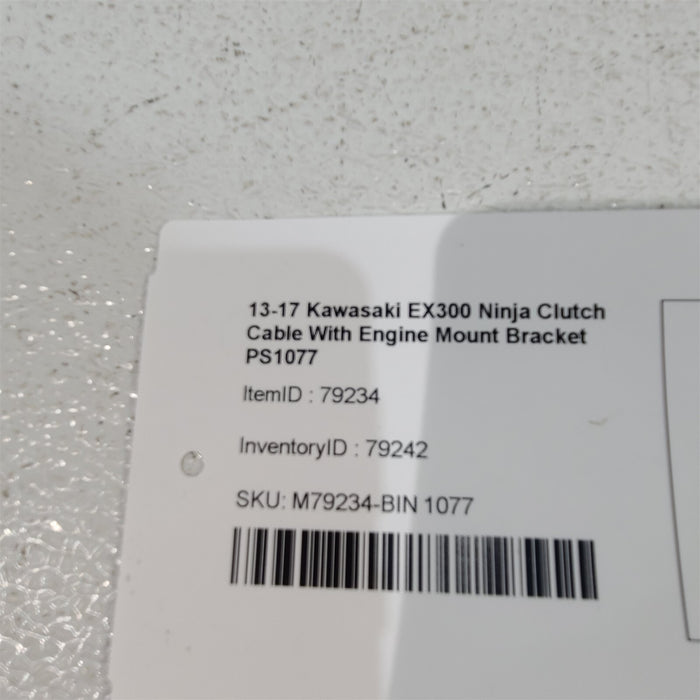 13-17 Kawasaki EX300 Ninja Clutch
Cable With Engine Mount Bracket
PS1077
ItemID : 79234
InventoryID : 79242
SKU: M79234-BIN 1077